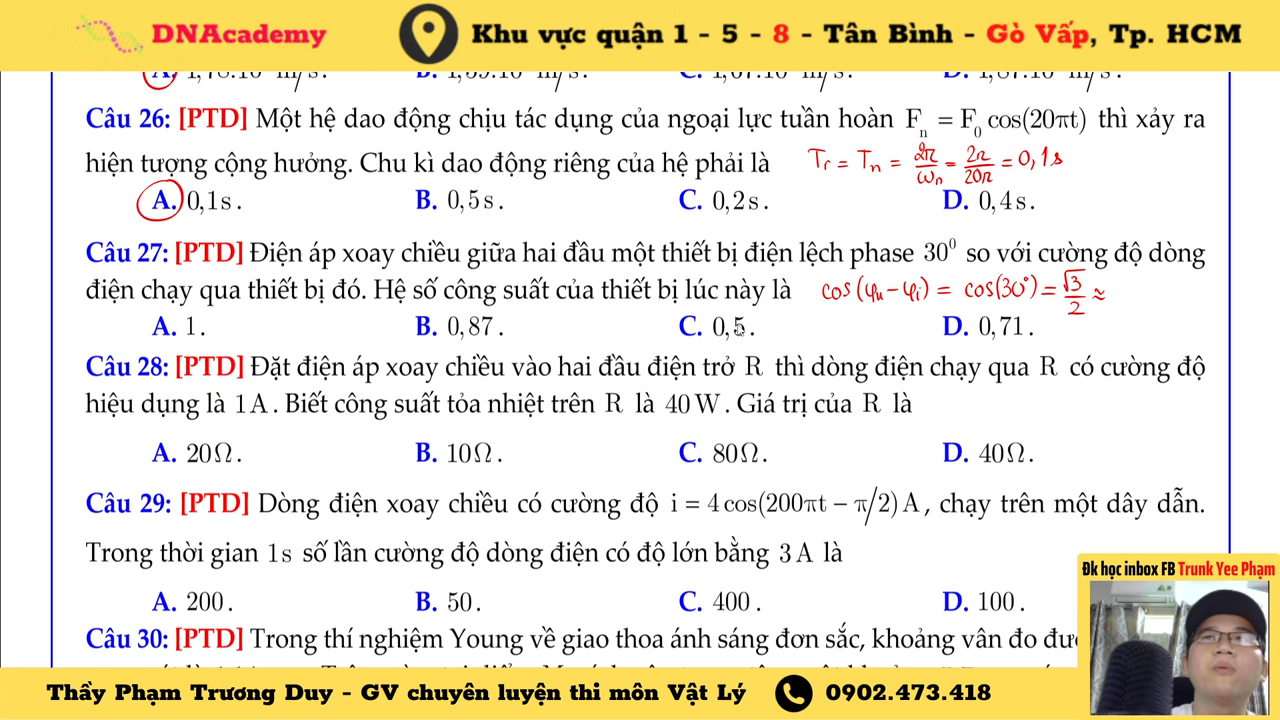 DNAcademy
Khu vực quận 1 - 5 - 8 - Tân Bình - Gò Vấp, Tp. HCM
Câu 26: [PTD] Một hệ dao động chịu tác dụng của ngoại lực tuần hoàn Fₙ = F₀ cos(20πt) thì xảy ra
hiện tượng cộng hưởng. Chu kì dao động riêng của hệ phải là Tᵣ = Tₙ = 2π/ωₙ = 2π/20π = 0,1s
A. 0,1s. B. 0,5s. C. 0,2s. D. 0,4s.
Câu 27: [PTD] Điện áp xoay chiều giữa hai đầu một thiết bị điện lệch phase 30⁰ so với cường độ dòng
điện chạy qua thiết bị đó. Hệ số công suất của thiết bị lúc này là cos(φᵤ - φᵢ) = cos(30°) = √3/2 ≈
A. 1. B. 0,87. C. 0,5. D. 0,71.
Câu 28: [PTD] Đặt điện áp xoay chiều vào hai đầu điện trở R thì dòng điện chạy qua R có cường độ
hiệu dụng là 1A. Biết công suất tỏa nhiệt trên R là 40W. Giá trị của R là
A. 20Ω. B. 10Ω. C. 80Ω. D. 40Ω.
Câu 29: [PTD] Dòng điện xoay chiều có cường độ i = 4cos(200πt − π/2)A, chạy trên một dây dẫn.
Trong thời gian 1s số lần cường độ dòng điện có độ lớn bằng 3A là
A. 200. B. 50. C. 400. D. 100.
Đk học inbox FB Trunk Yee Phạm
Câu 30: [PTD] Trong thí nghiệm Young về giao thoa ánh sáng đơn sắc, khoảng vân đo
Thầy Phạm Trương Duy - GV chuyên luyện thi môn Vật Lý 0902.473.418